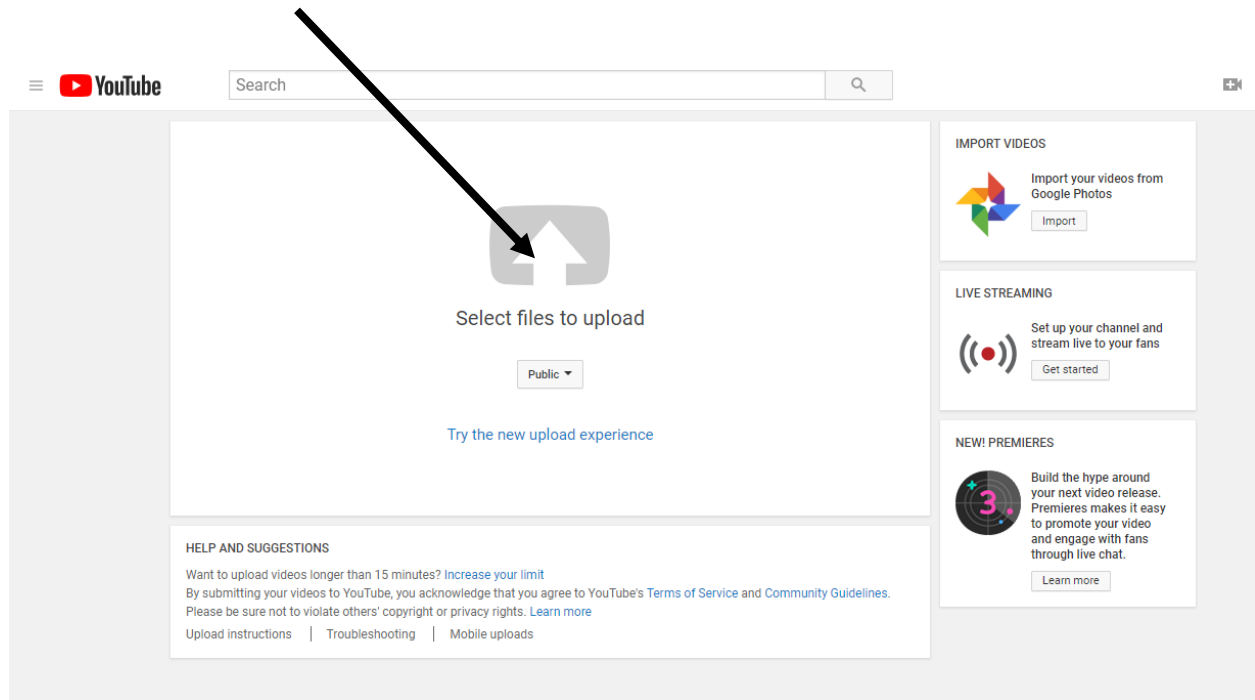 YouTube
Search
Select files to upload
Public
Try the new upload experience
HELP AND SUGGESTIONS
Want to upload videos longer than 15 minutes? Increase your limit
By submitting your videos to YouTube, you acknowledge that you agree to YouTube's Terms of Service and Community Guidelines.
Please be sure not to violate others' copyright or privacy rights. Learn more
Upload instructions | Troubleshooting | Mobile uploads
IMPORT VIDEOS
Import your videos from
Google Photos
Import
LIVE STREAMING
Set up your channel and
stream live to your fans
Get started
NEW! PREMIERES
3
Build the hype around
your next video release.
Premieres makes it easy
to promote your video
and engage with fans
through live chat.
Learn more